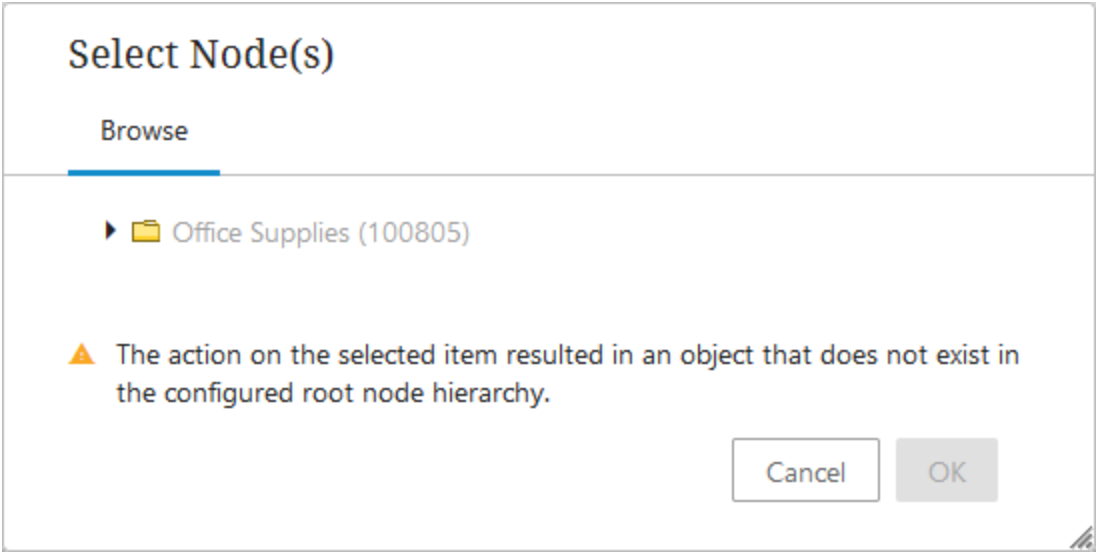 Select Node(s)
Browse
Office Supplies (100805)
The action on the selected item resulted in an object that does not exist in
the configured root node hierarchy.
Cancel
OK